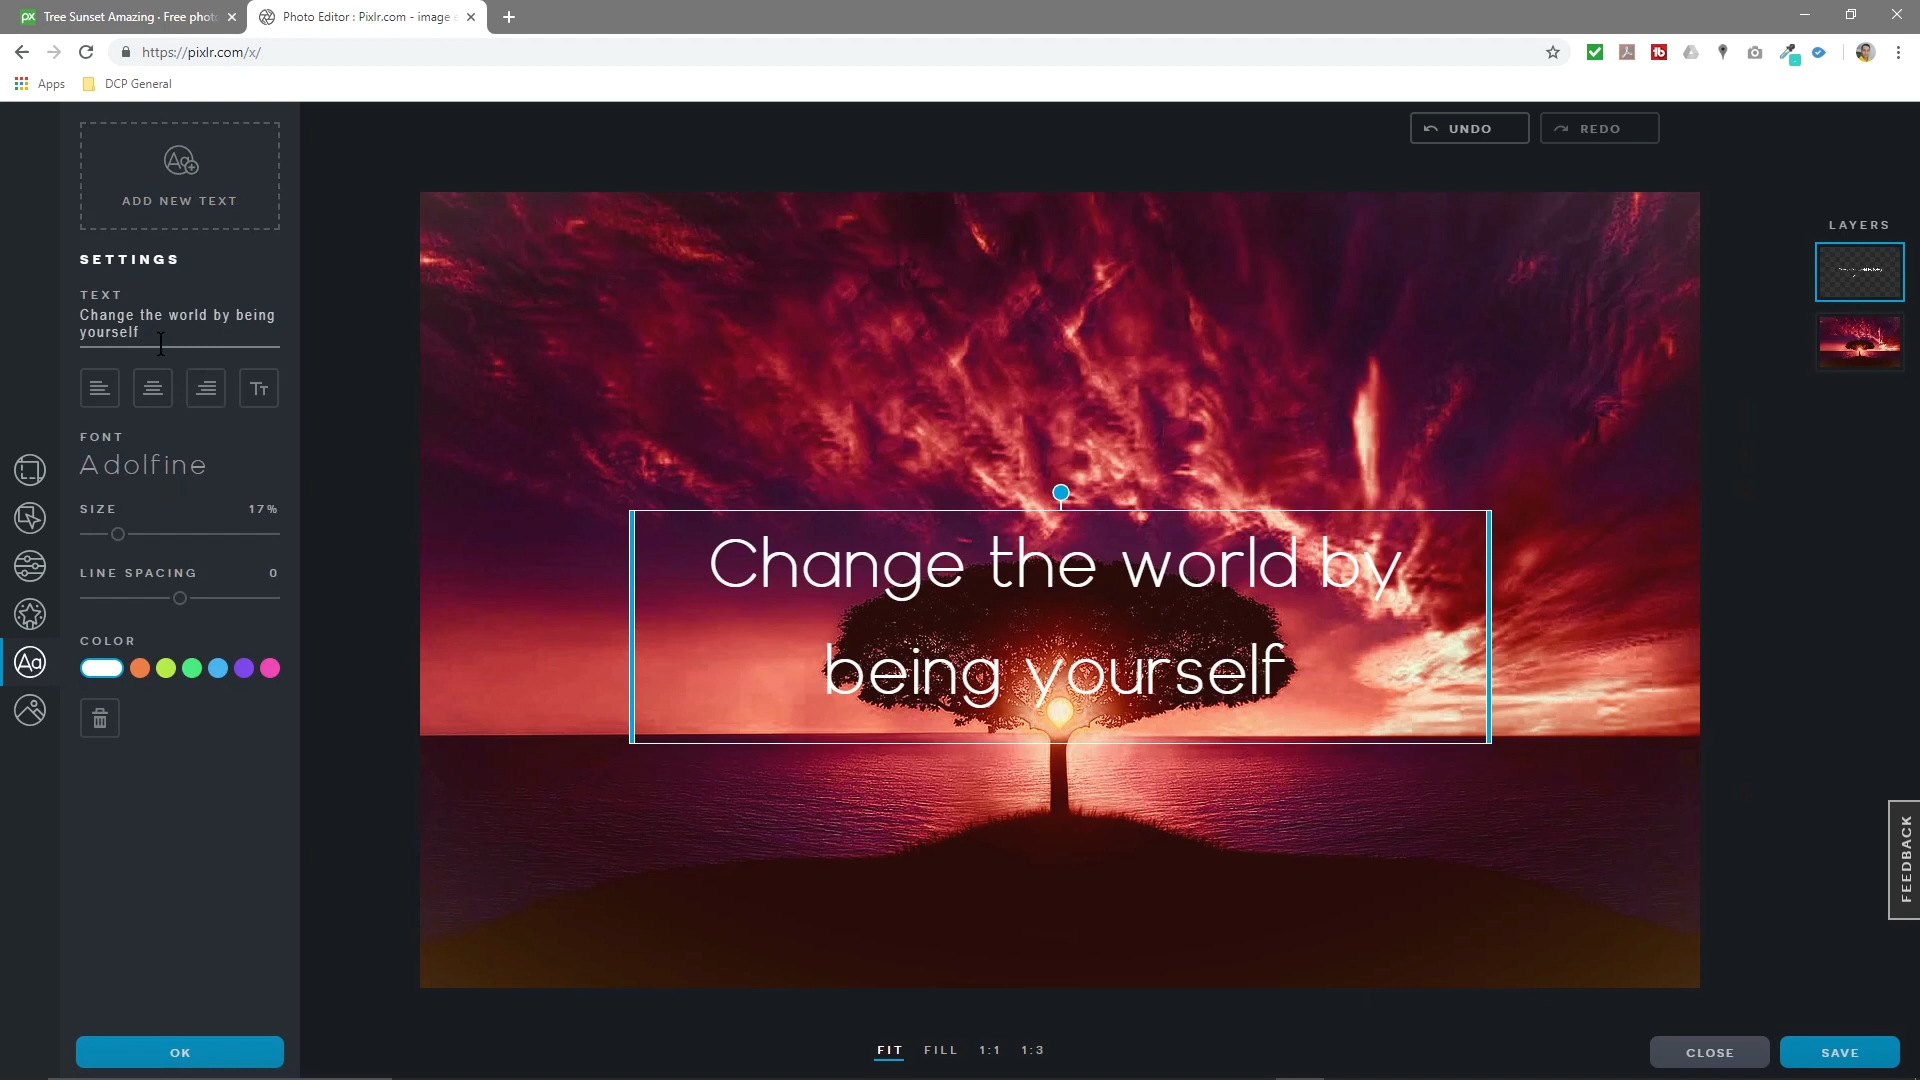 Tree Sunset Amazing · Free phot
Photo Editor : Pixlr.com - image e
https://pixlr.com/x/
Apps
DCP General
UNDO
REDO
ADD NEW TEXT
LAYERS
SETTINGS
TEXT
Change the world by being
yourself
Tт
FONT
Adolfine
SIZE 17%
LINE SPACING 0
COLOR
Change the world by
being yourself
Aa
FEEDBACK
OK
FIT FILL 1:1 1:3
CLOSE
SAVE